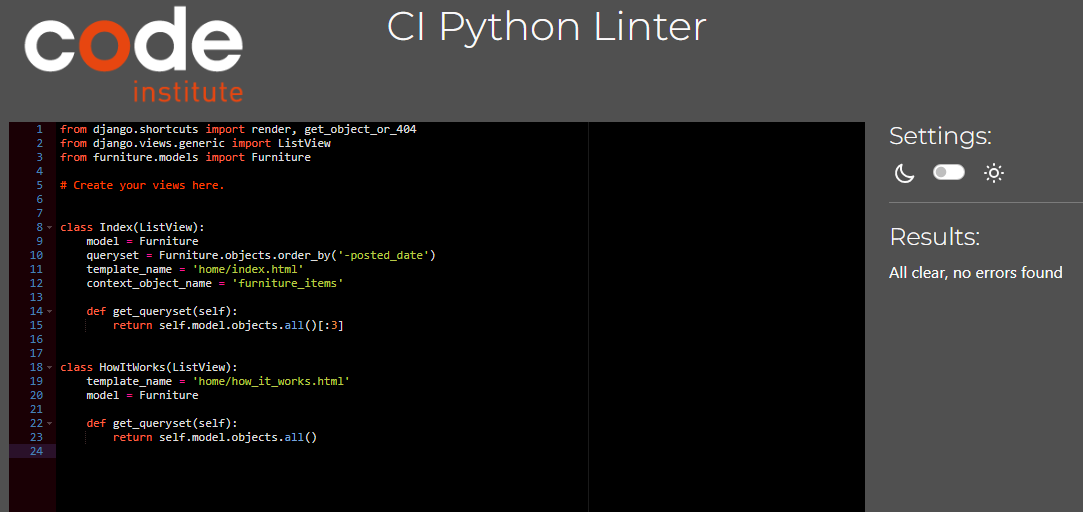 code
institute
CI Python Linter
1 from django.shortcuts import render, get_object_or_404
2 from django.views.generic import ListView
3 from furniture.models import Furniture
4
5 # Create your views here.
6
7
8 class Index(ListView):
9     model = Furniture
10     queryset = Furniture.objects.order_by('-posted_date')
11     template_name = 'home/index.html'
12     context_object_name = 'furniture_items'
13
14     def get_queryset(self):
15         return self.model.objects.all()[:3]
16
17
18 class HowItWorks(ListView):
19     template_name = 'home/how_it_works.html'
20     model = Furniture
21
22     def get_queryset(self):
23         return self.model.objects.all()
24
Settings:
Results:
All clear, no errors found